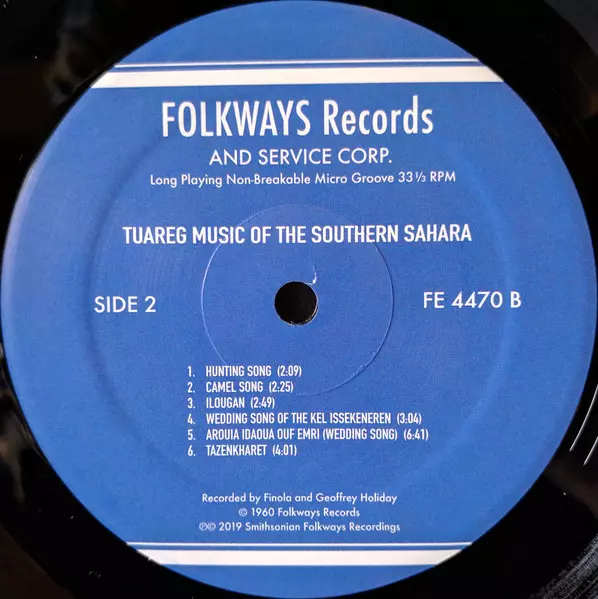 FOLKWAYS Records
AND SERVICE CORP.
Long Playing Non-Breakable Micro Groove 33 ⅓ RPM
TUAREG MUSIC OF THE SOUTHERN SAHARA
SIDE 2
FE 4470 B
1. HUNTING SONG (2:09)
2. CAMEL SONG (2:25)
3. ILOUGAN (2:49)
4. WEDDING SONG OF THE KEL ISSEKENEREN (3:04)
5. AROUIA IDAOUA OUF EMRI (WEDDING SONG) (6:41)
6. TAZENKHARET (4:01)
Recorded by Finola and Geoffrey Holiday
© 1960 Folkways Records
℗© 2019 Smithsonian Folkways Recordings